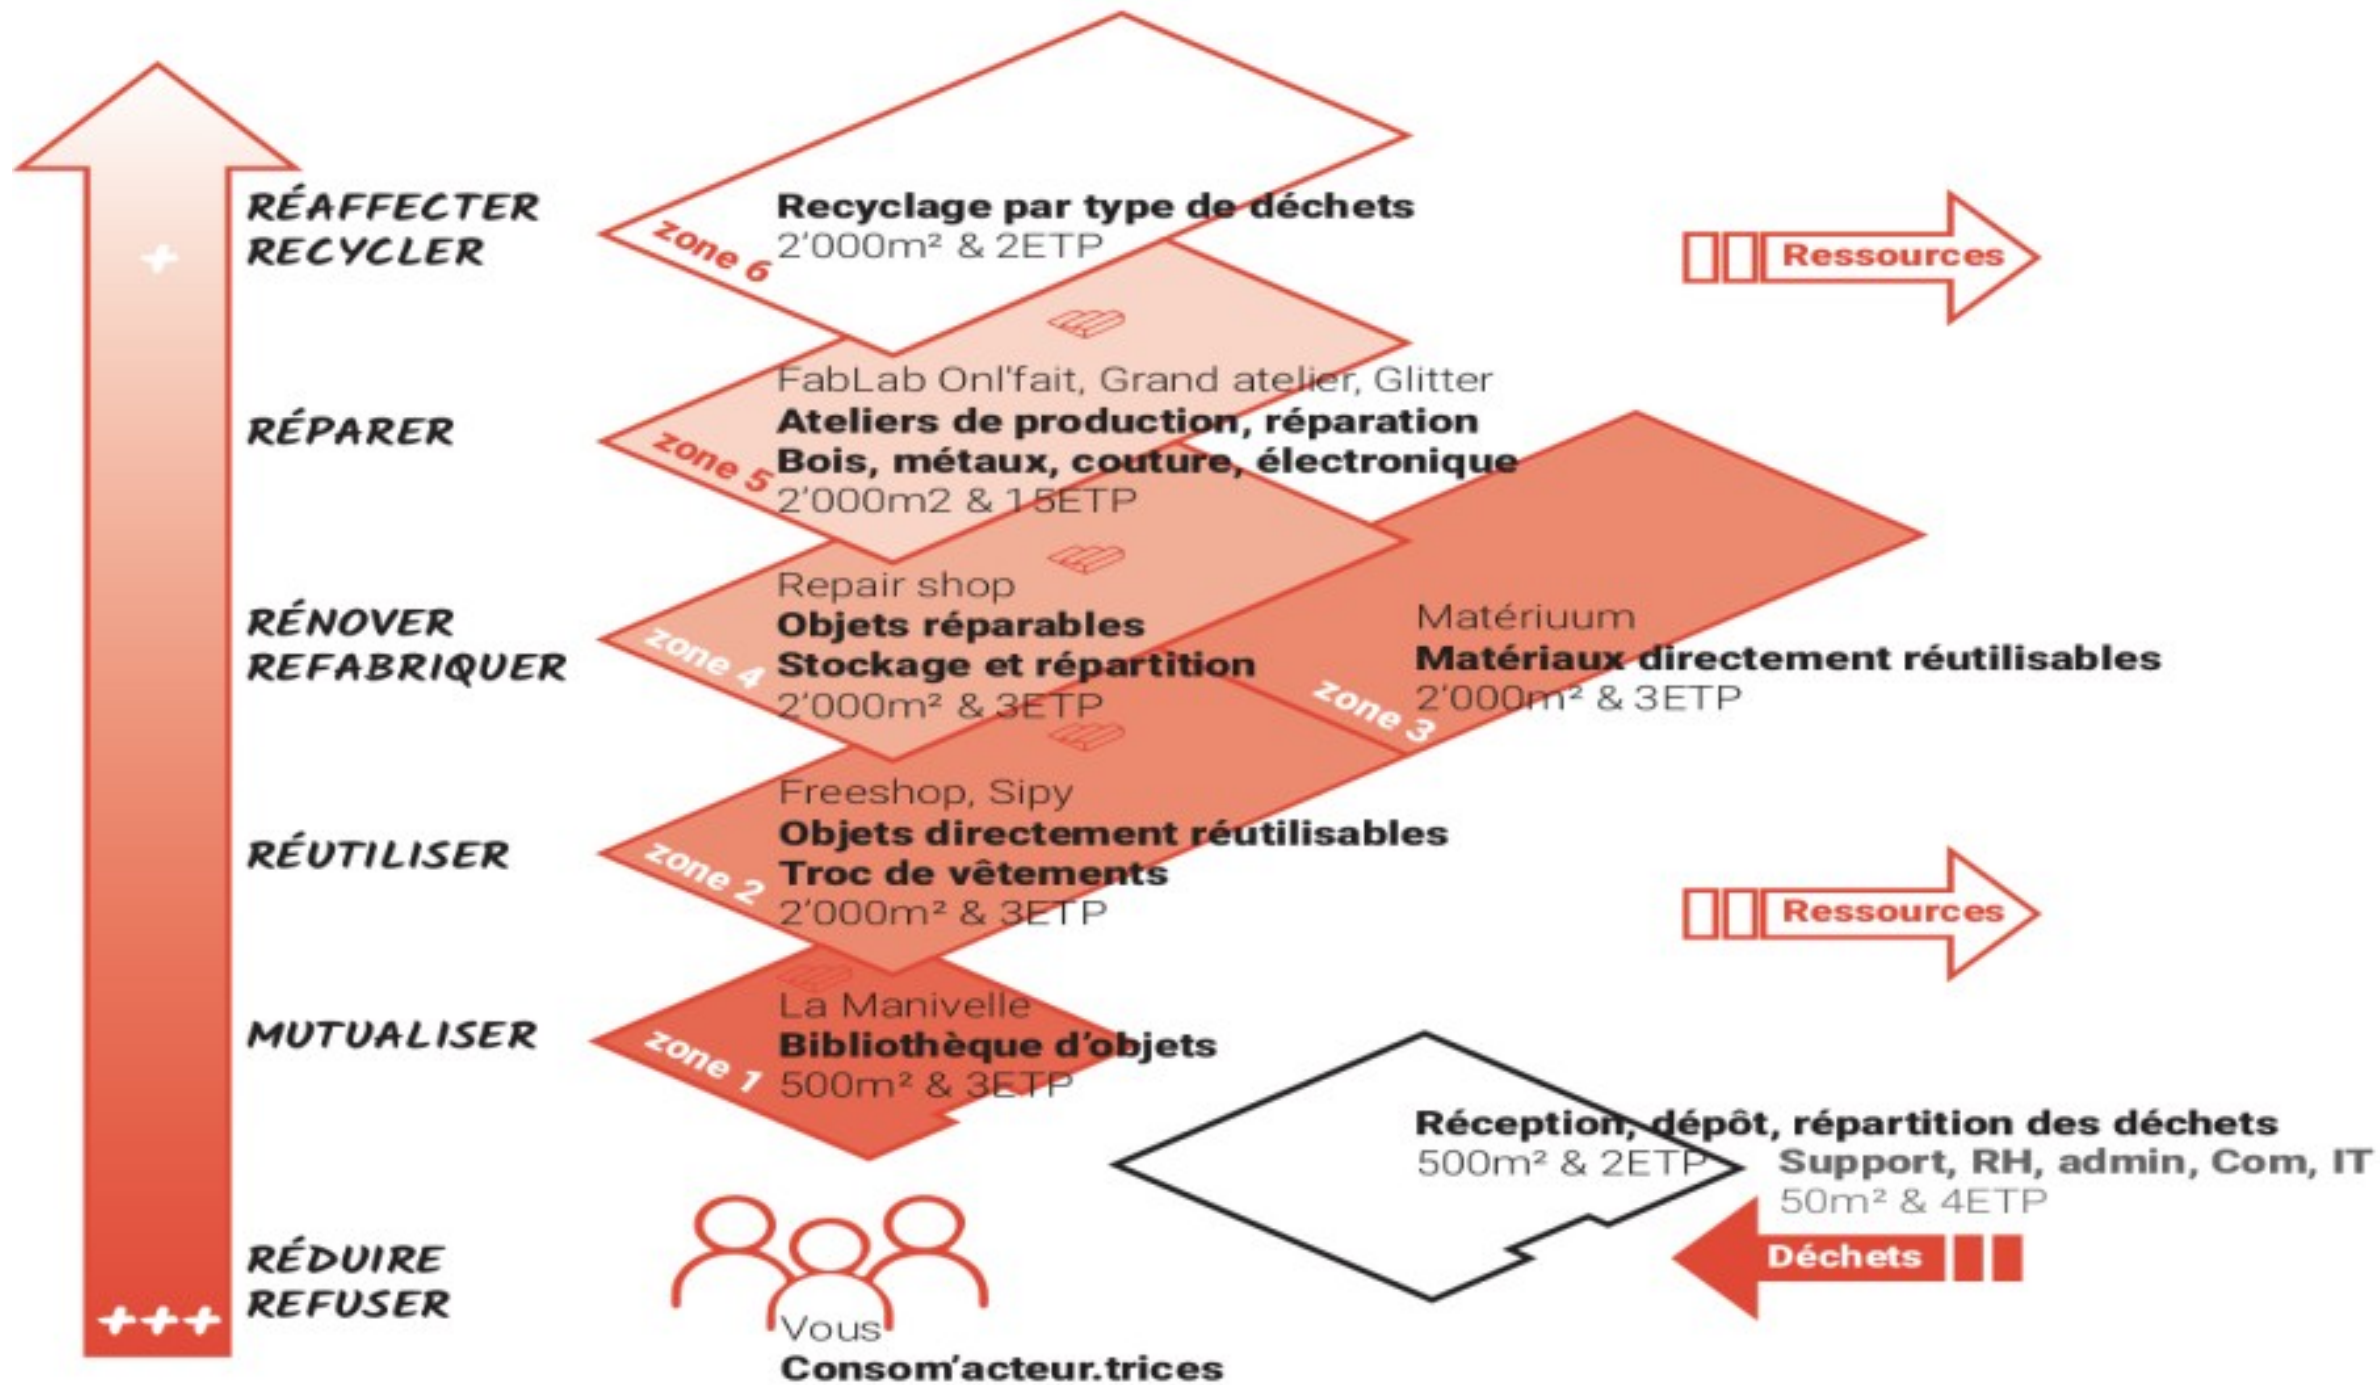 RÉAFFECTER
RECYCLER
+
zone 6
Recyclage par type de déchets
2'000m² & 2ETP
Ressources
RÉPARER
zone 5
FabLab Onl'fait, Grand atelier, Glitter
Ateliers de production, réparation
Bois, métaux, couture, électronique
2'000m2 & 15ETP
RÉNOVER
REFABRIQUER
zone 4
Repair shop
Objets réparables
Stockage et répartition
2'000m² & 3ETP
zone 3
Matériuum
Matériaux directement réutilisables
2'000m² & 3ETP
RÉUTILISER
zone 2
Freeshop, Sipy
Objets directement réutilisables
Troc de vêtements
2'000m² & 3ETP
Ressources
MUTUALISER
zone 1
La Manivelle
Bibliothèque d'objets
500m² & 3ETP
Réception, dépôt, répartition des déchets
500m² & 2ETP
Support, RH, admin, Com, IT
50m² & 4ETP
Déchets
RÉDUIRE
REFUSER
+++
Vous
Consom'acteur.trices